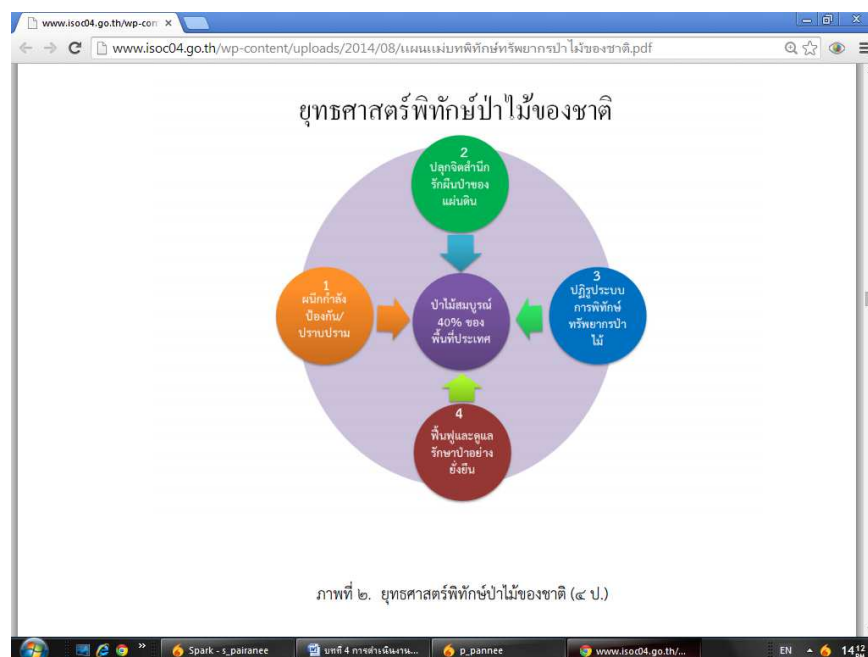 www.isoc04.go.th/wp-con
www.isoc04.go.th/wp-content/uploads/2014/08/แผนแม่บทพิทักษ์ทรัพยากรป่าไม้ของชาติ.pdf
ยุทธศาสตร์พิทักษ์ป่าไม้ของชาติ
2
ปลุกจิตสำนึก
รักผืนป่าของ
แผ่นดิน
1
ผนึกกำลัง
ป้องกัน/
ปราบปราม
ป่าไม้สมบูรณ์
40% ของ
พื้นที่ประเทศ
3
ปฏิรูประบบ
การพิทักษ์
ทรัพยากรป่า
ไม้
4
ฟื้นฟูและดูแล
รักษาป่าอย่าง
ยั่งยืน
ภาพที่ ๒. ยุทธศาสตร์พิทักษ์ป่าไม้ของชาติ (๔ ป.)
Spark - s_pairanee
บทที่ 4 การดำเนินงาน...
p_pannee
www.isoc04.go.th/...
EN